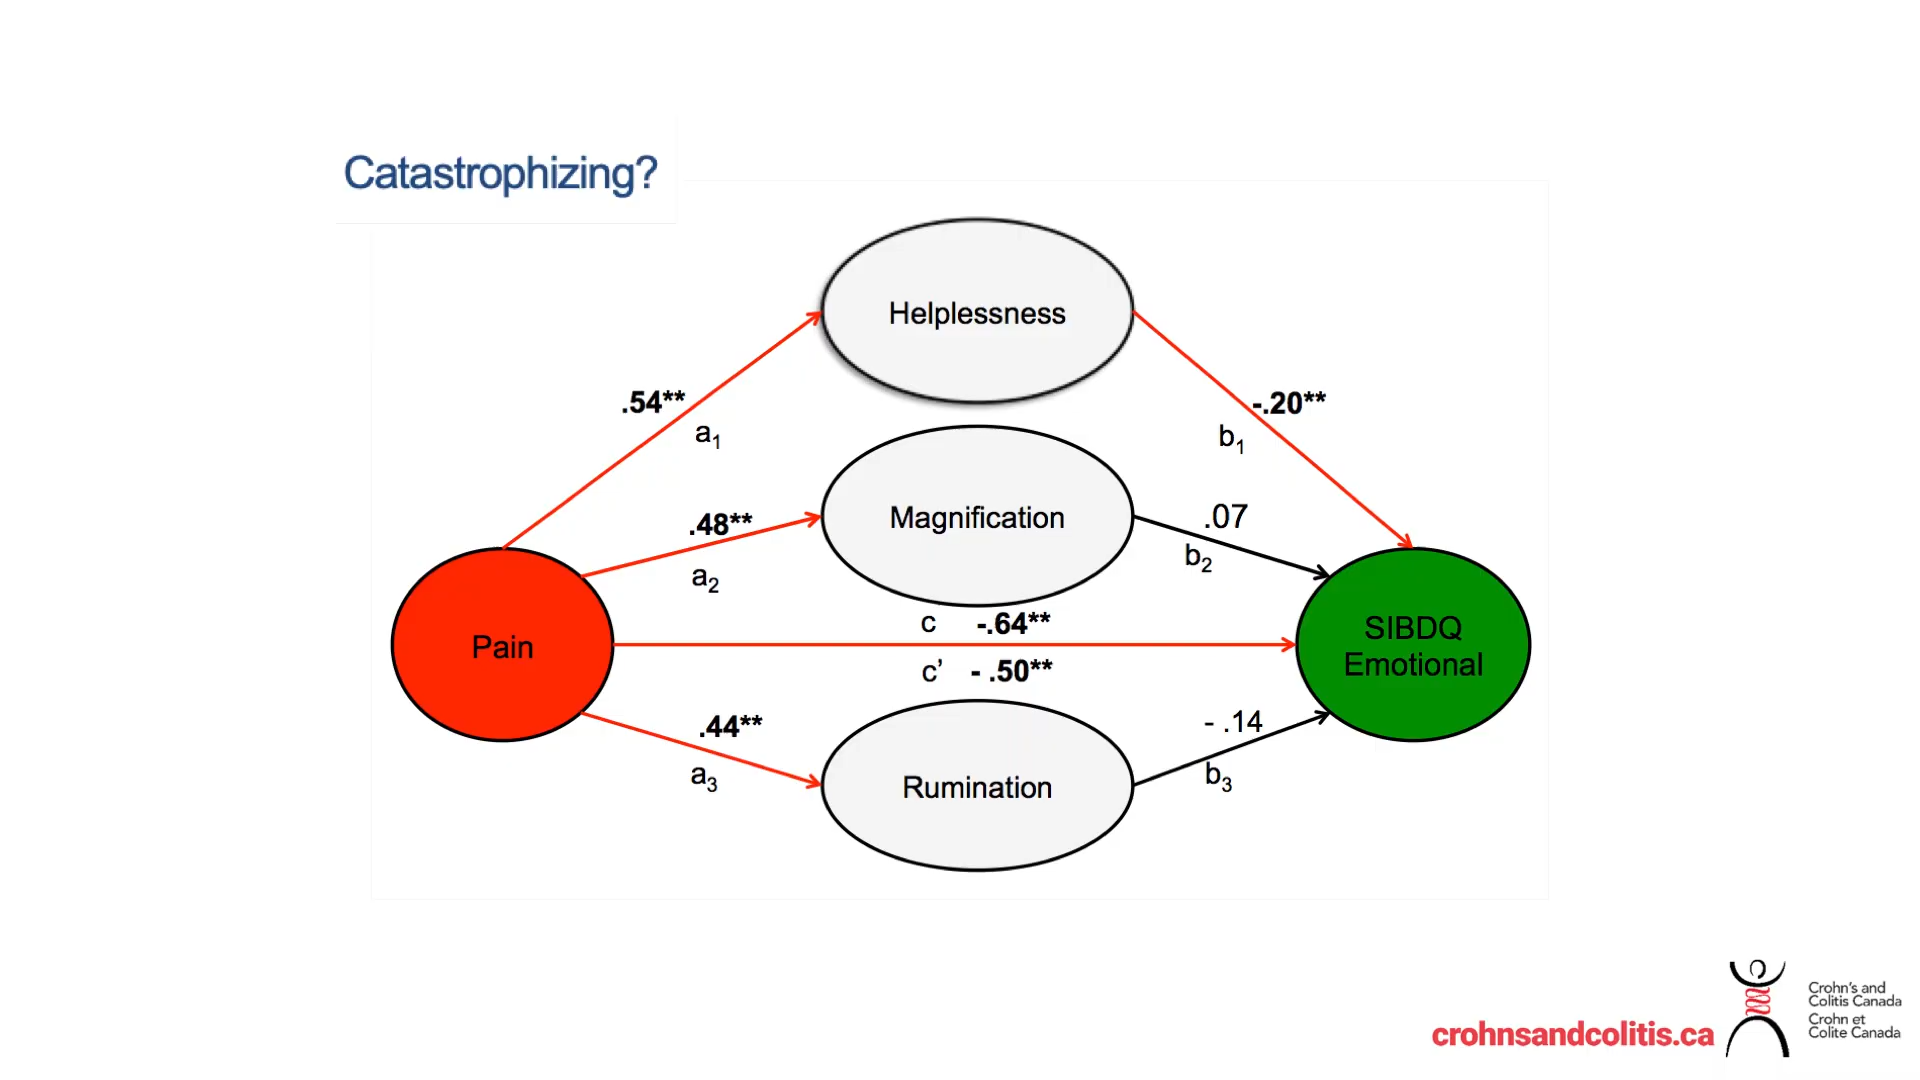 Catastrophizing?
Helplessness
.54**
a1
-.20**
b1
Magnification
.48**
a2
.07
b2
Pain
c -.64**
c’ - .50**
SIBDQ
Emotional
.44**
a3
Rumination
- .14
b3
crohnsandcolitis.ca
Crohn’s and
Colitis Canada
Crohn et
Colite Canada